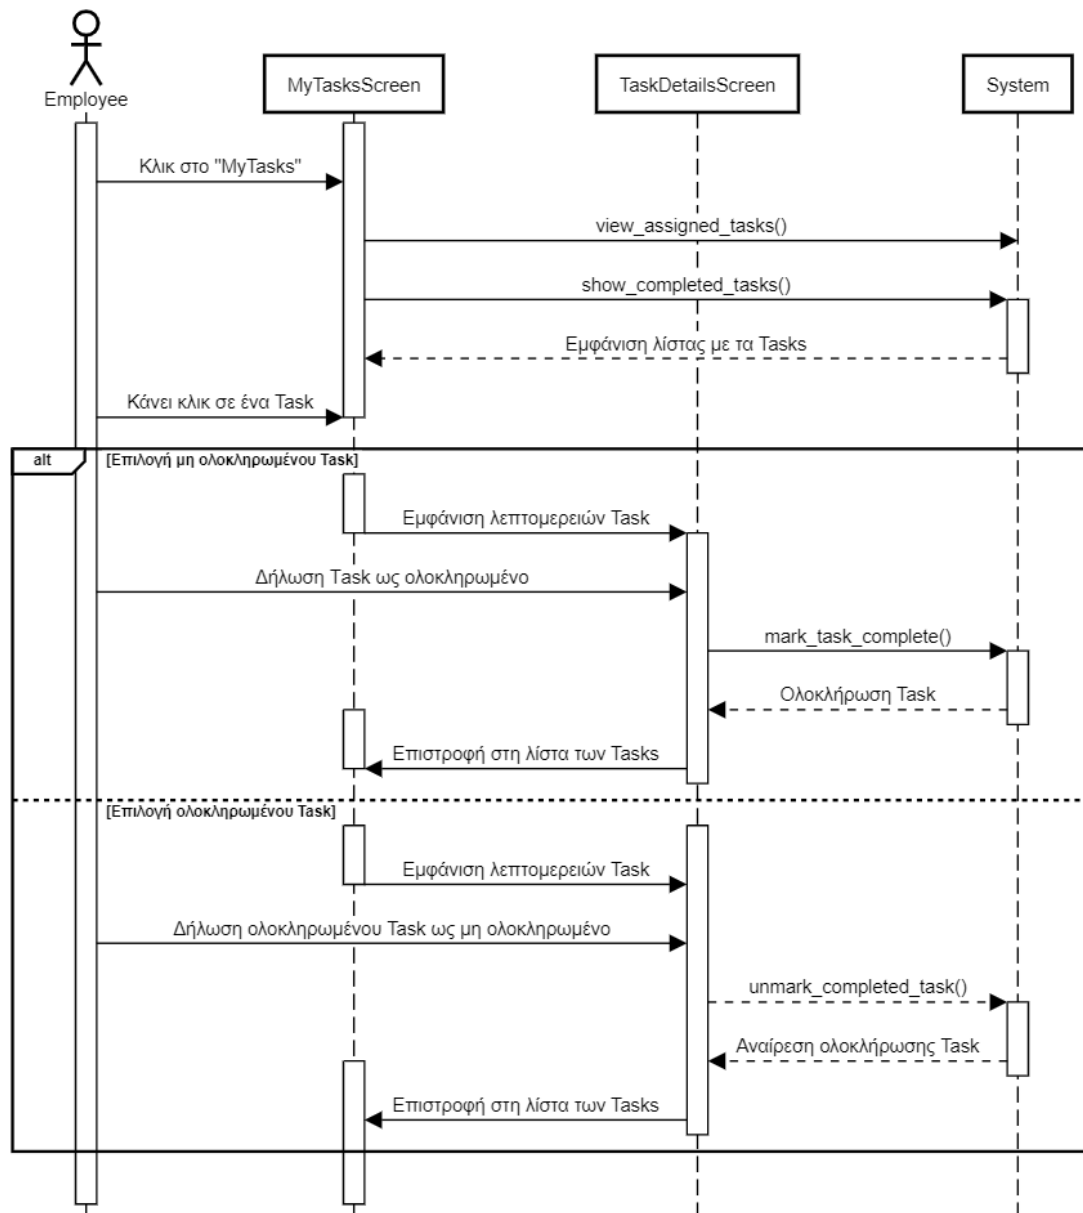 Employee
MyTasksScreen
TaskDetailsScreen
System
Κλικ στο "MyTasks"
view_assigned_tasks()
show_completed_tasks()
Εμφάνιση λίστας με τα Tasks
Κάνει κλικ σε ένα Task
alt
[Επιλογή μη ολοκληρωμένου Task]
Εμφάνιση λεπτομερειών Task
Δήλωση Task ως ολοκληρωμένο
mark_task_complete()
Ολοκλήρωση Task
Επιστροφή στη λίστα των Tasks
[Επιλογή ολοκληρωμένου Task]
Εμφάνιση λεπτομερειών Task
Δήλωση ολοκληρωμένου Task ως μη ολοκληρωμένο
unmark_completed_task()
Αναίρεση ολοκλήρωσης Task
Επιστροφή στη λίστα των Tasks